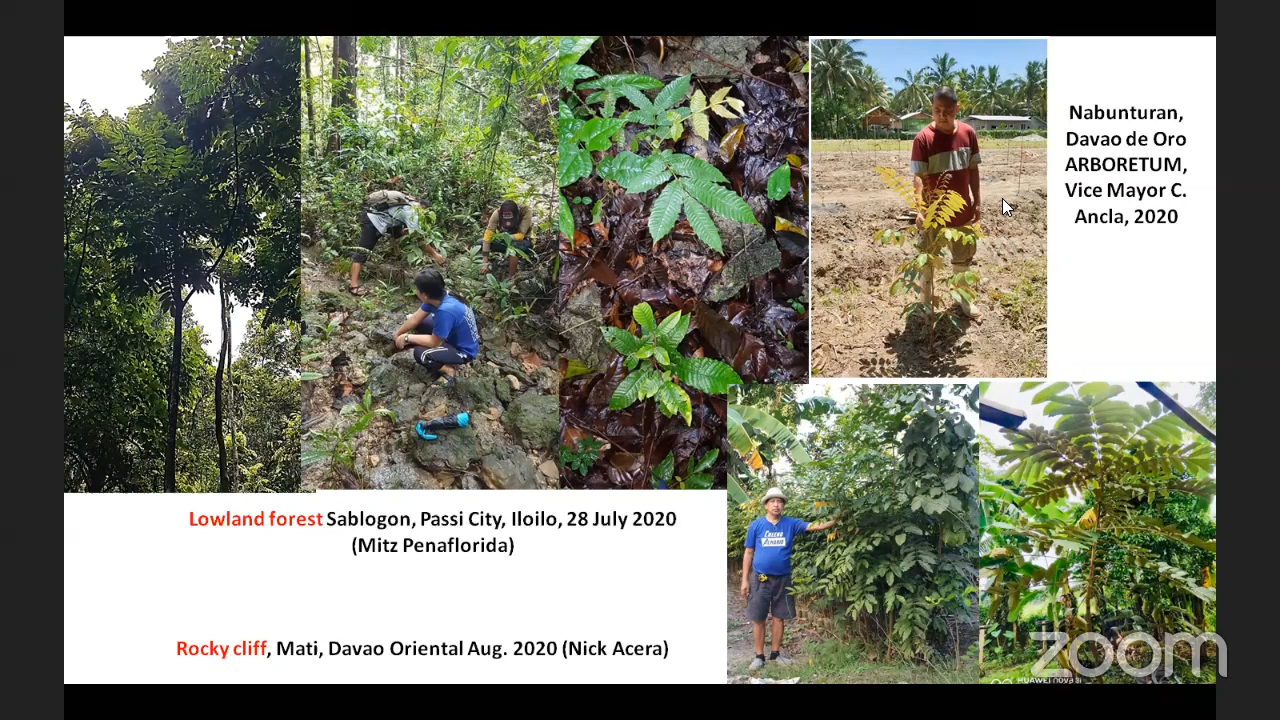 Nabunturan,
Davao de Oro
ARBORETUM,
Vice Mayor C.
Ancla, 2020
Lowland forest Sablogon, Passi City, Iloilo, 28 July 2020
(Mitz Penaflorida)
Rocky cliff, Mati, Davao Oriental Aug. 2020 (Nick Acera)
zoom